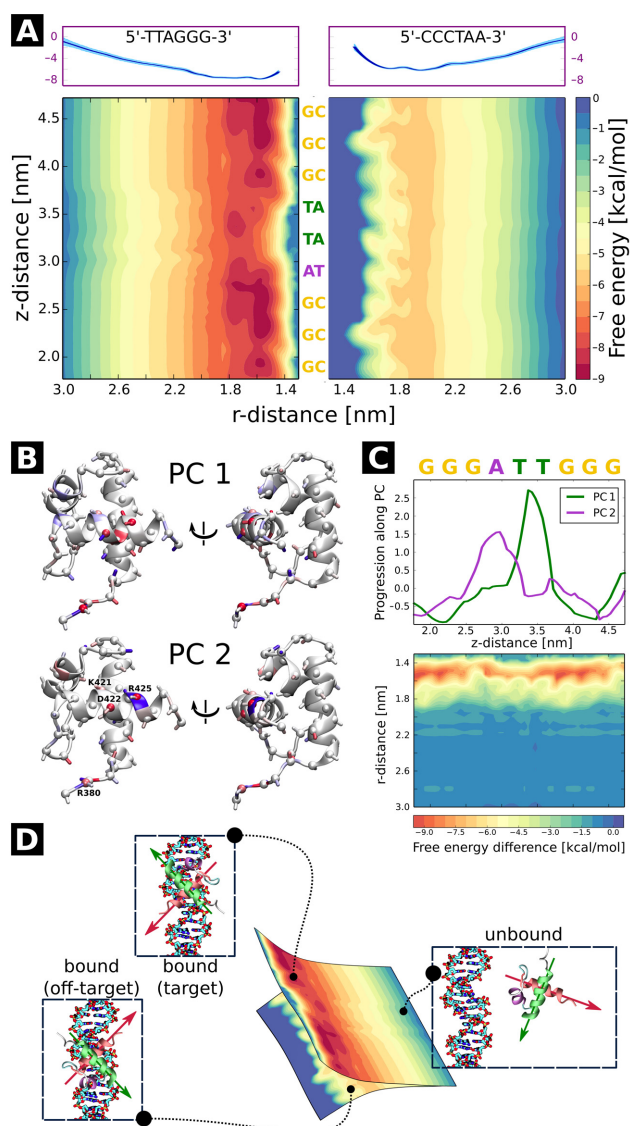 A
5'-TTAGGG-3'
5'-CCCTAA-3'
0
−4
−8
0
−4
−8
z-distance [nm]
4.5
4.0
3.5
3.0
2.5
2.0
GC
GC
GC
TA
TA
AT
GC
GC
GC
0
−1
−2
−3
−4
−5
−6
−7
−8
−9
Free energy [kcal/mol]
3.0 2.6 2.2 1.8 1.4
1.4 1.8 2.2 2.6 3.0
r-distance [nm]
B
PC 1
PC 2
K421
R425
D422
R380
C
G G G A T T G G G
Progression along PC
2.5
2.0
1.5
1.0
0.5
0.0
-0.5
PC1
PC2
2.0 2.5 3.0 3.5 4.0 4.5
z-distance [nm]
r-distance [nm]
1.4
1.8
2.2
2.6
3.0
−9.0 −7.5 −6.0 −4.5 −3.0 −1.5 0.0
Free energy difference [kcal/mol]
D
bound
(target)
bound
(off-target)
unbound